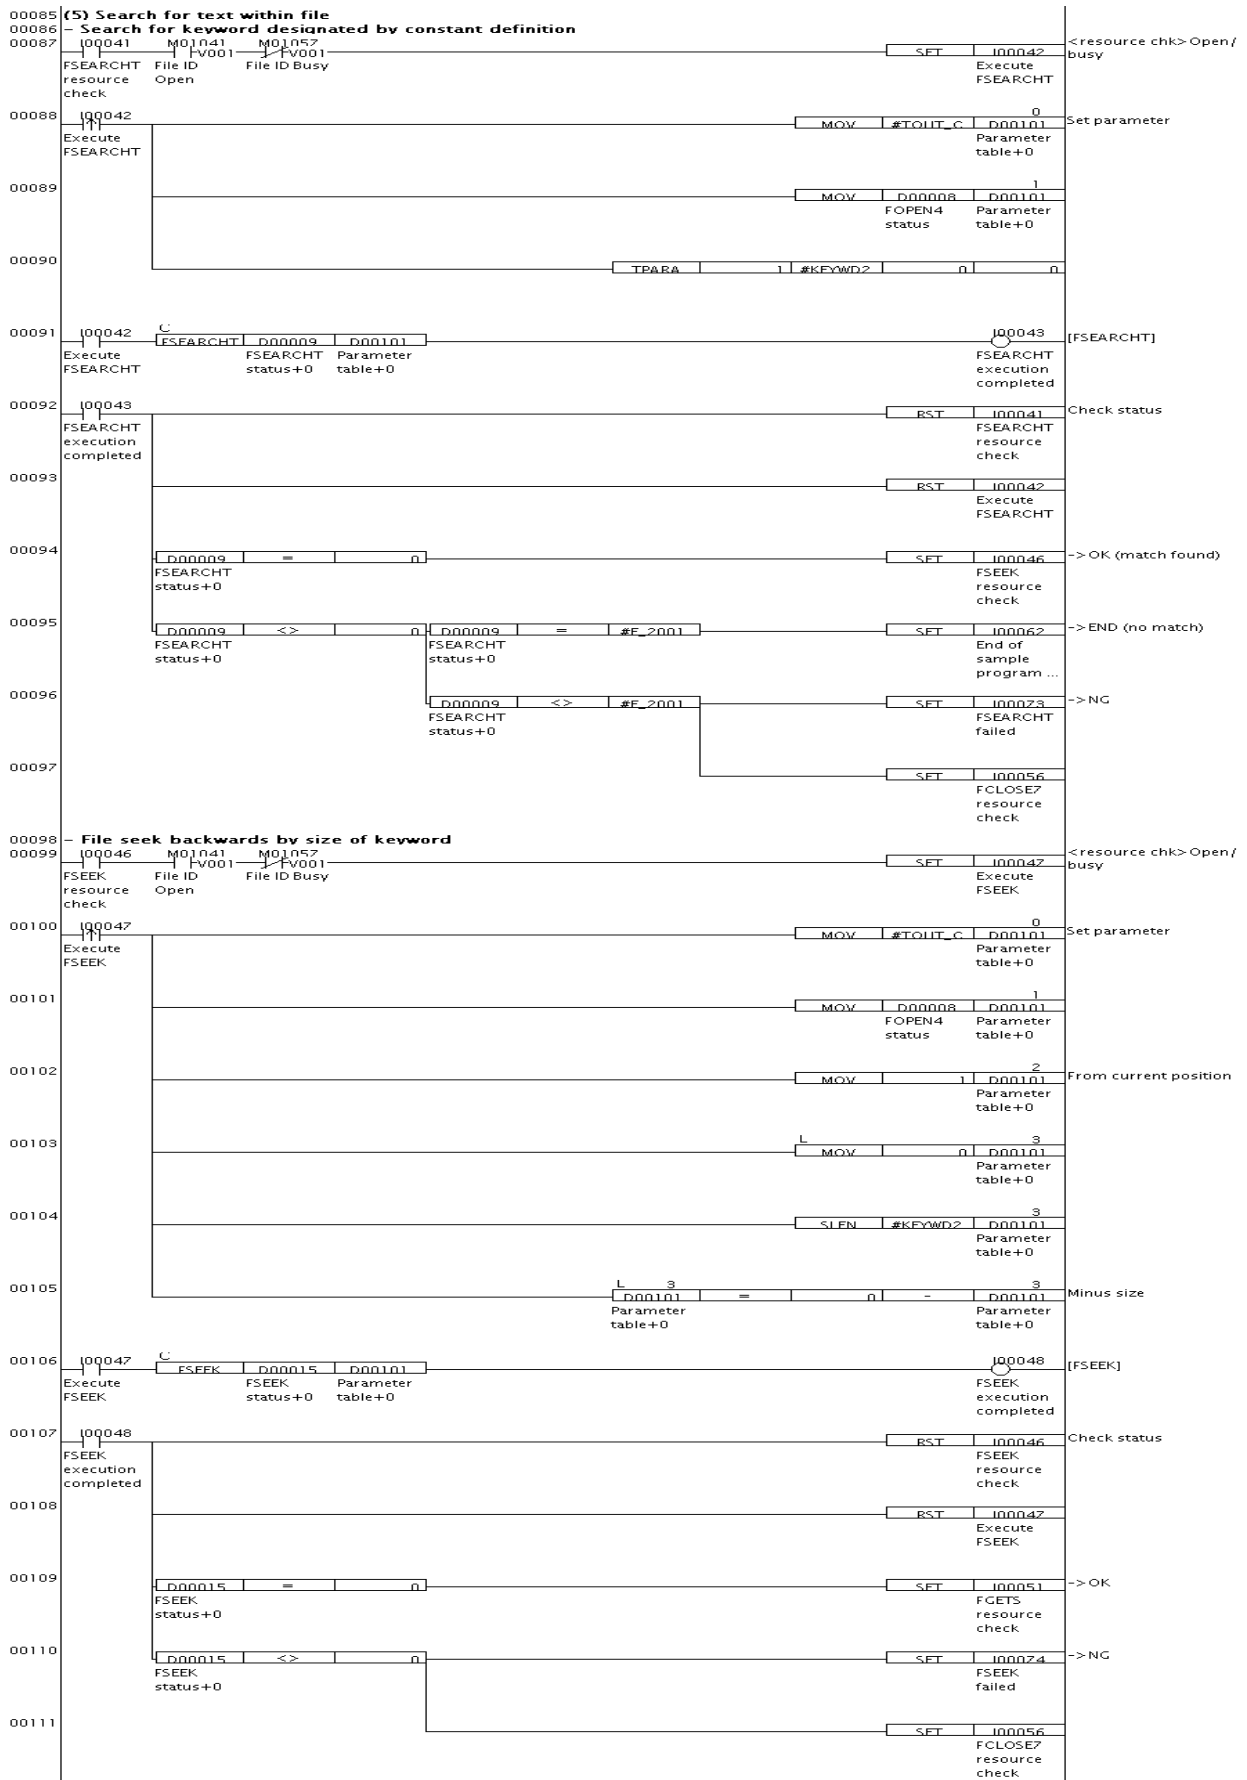 00085 (5) Search for text within file
00086 - Search for keyword designated by constant definition
00087 I00041 M01041 M01057 <resource chk> Open/
V001 V001 SET I00042 busy
FSEARCHT File ID File ID Busy Execute
resource Open FSEARCHT
check
00088 I00042 0
MOV #TOUT_C D00101 Set parameter
Execute Parameter
FSEARCHT table+0
00089 1
MOV D00008 D00101
FOPEN4 Parameter
status table+0
00090
TPARA 1 #KEYWD2 0 0
00091 I00042 C I00043
FSEARCHT D00009 D00101 [FSEARCHT]
Execute FSEARCHT Parameter FSEARCHT
FSEARCHT status+0 table+0 execution
completed
00092 I00043
RST I00041 Check status
FSEARCHT FSEARCHT
execution resource
completed check
00093
RST I00042
Execute
FSEARCHT
00094
D00009 = 0 SET I00046 ->OK (match found)
FSEARCHT FSEEK
status+0 resource
check
00095
D00009 <> 0 D00009 = #E_2001 SET I00062 ->END (no match)
FSEARCHT FSEARCHT End of
status+0 status+0 sample
program ...
00096
D00009 <> #E_2001 SET I00073 ->NG
FSEARCHT FSEARCHT
status+0 failed
00097
SET I00056
FCLOSE7
resource
check
00098 - File seek backwards by size of keyword
00099 I00046 M01041 M01057 <resource chk> Open/
V001 V001 SET I00047 busy
FSEEK File ID File ID Busy Execute
resource Open FSEEK
check
00100 I00047 0
MOV #TOUT_C D00101 Set parameter
Execute Parameter
FSEEK table+0
00101 1
MOV D00008 D00101
FOPEN4 Parameter
status table+0
00102 2
MOV 1 D00101 From current position
Parameter
table+0
00103 L 3
MOV 0 D00101
Parameter
table+0
00104 3
SLEN #KEYWD2 D00101
Parameter
table+0
00105 L 3 3
D00101 = 0 - D00101 Minus size
Parameter Parameter
table+0 table+0
00106 I00047 C I00048
FSEEK D00015 D00101 [FSEEK]
Execute FSEEK Parameter FSEEK
FSEEK status+0 table+0 execution
completed
00107 I00048
RST I00046 Check status
FSEEK FSEEK
execution resource
completed check
00108
RST I00047
Execute
FSEEK
00109
D00015 = 0 SET I00051 ->OK
FSEEK FGETS
status+0 resource
check
00110
D00015 <> 0 SET I00074 ->NG
FSEEK FSEEK
status+0 failed
00111
SET I00056
FCLOSE7
resource
check